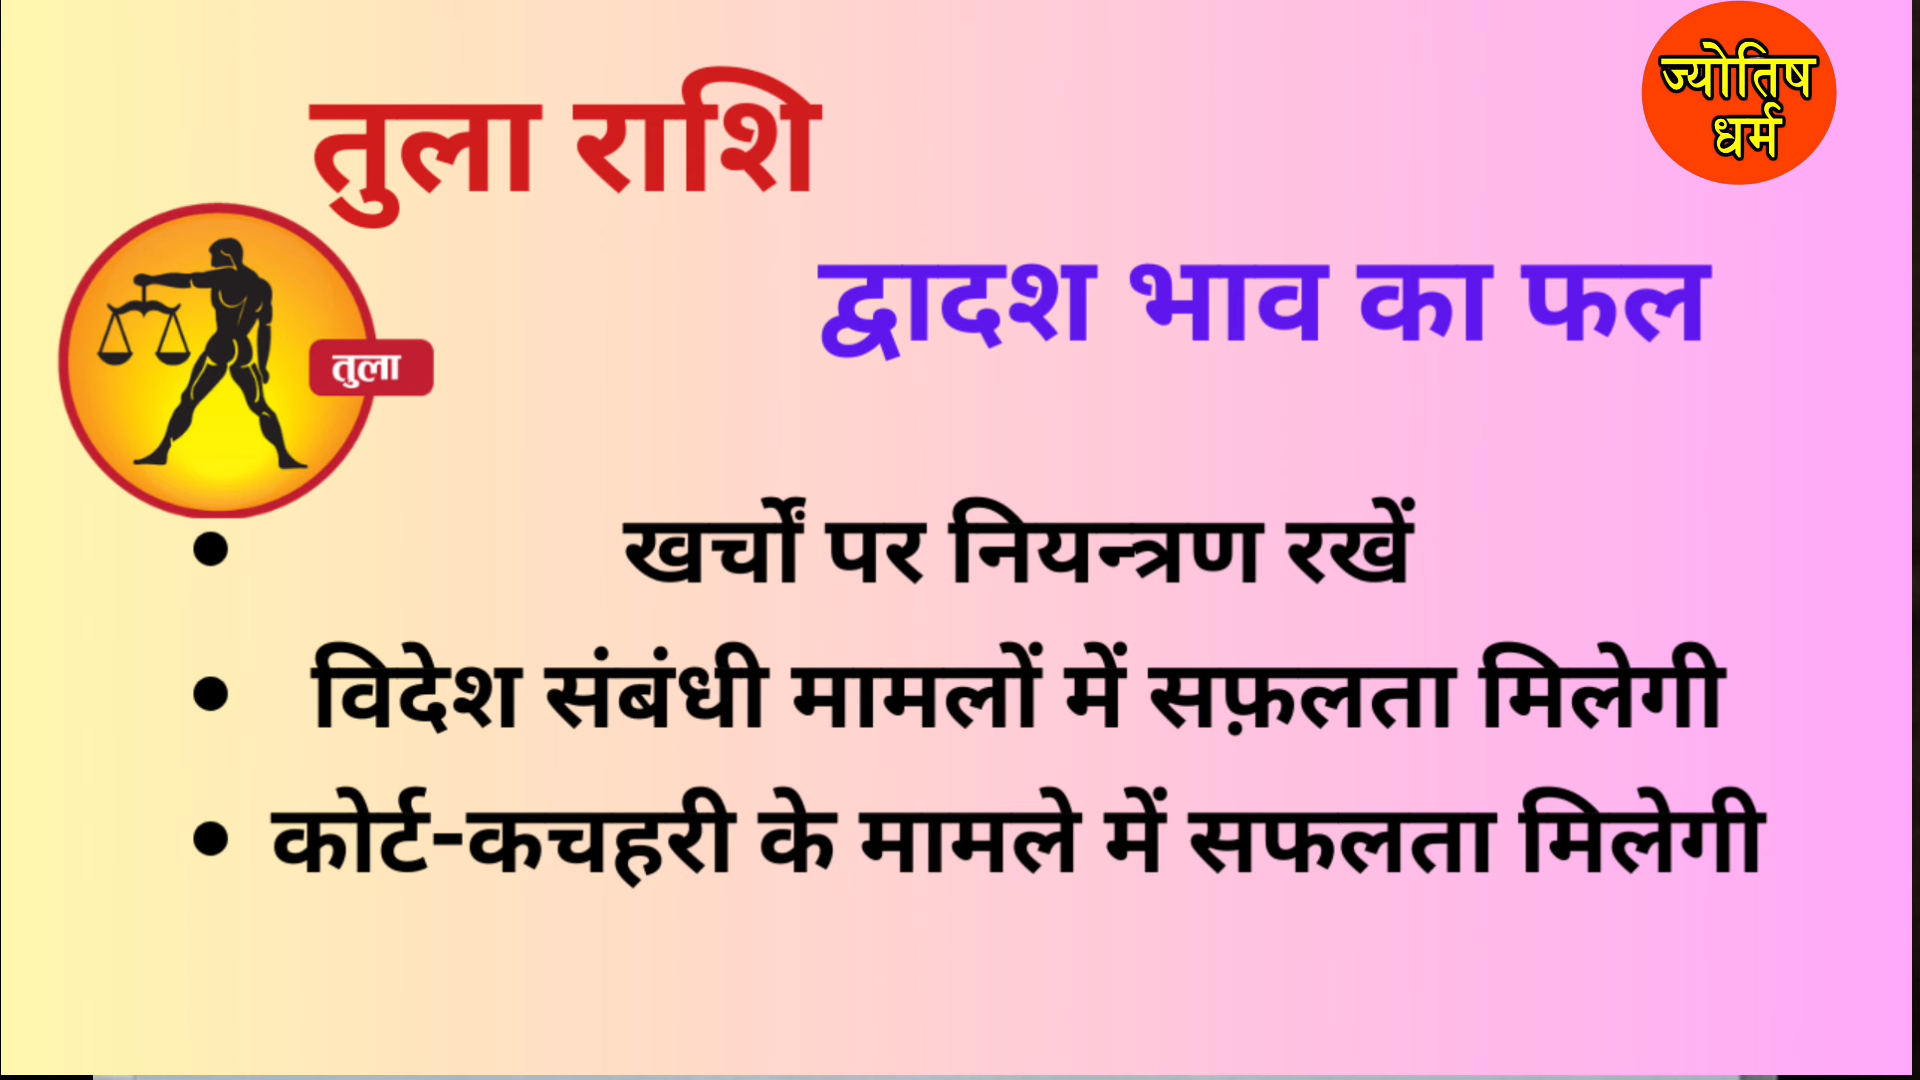 ज्योतिष
धर्म
तुला राशि
द्वादश भाव का फल
तुला
• खर्चों पर नियन्त्रण रखें
• विदेश संबंधी मामलों में सफ़लता मिलेगी
• कोर्ट-कचहरी के मामले में सफलता मिलेगी